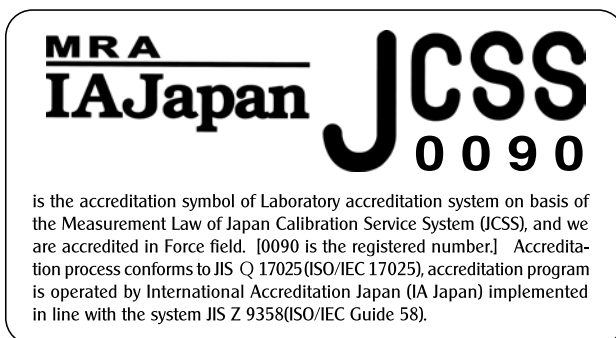 MRA
IAJapan
JCSS
0090
is the accreditation symbol of Laboratory accreditation system on basis of
the Measurement Law of Japan Calibration Service System (JCSS), and we
are accredited in Force field. [0090 is the registered number.] Accredita-
tion process conforms to JIS Q 17025(ISO/IEC 17025), accreditation program
is operated by International Accreditation Japan (IA Japan) implemented
in line with the system JIS Z 9358(ISO/IEC Guide 58).